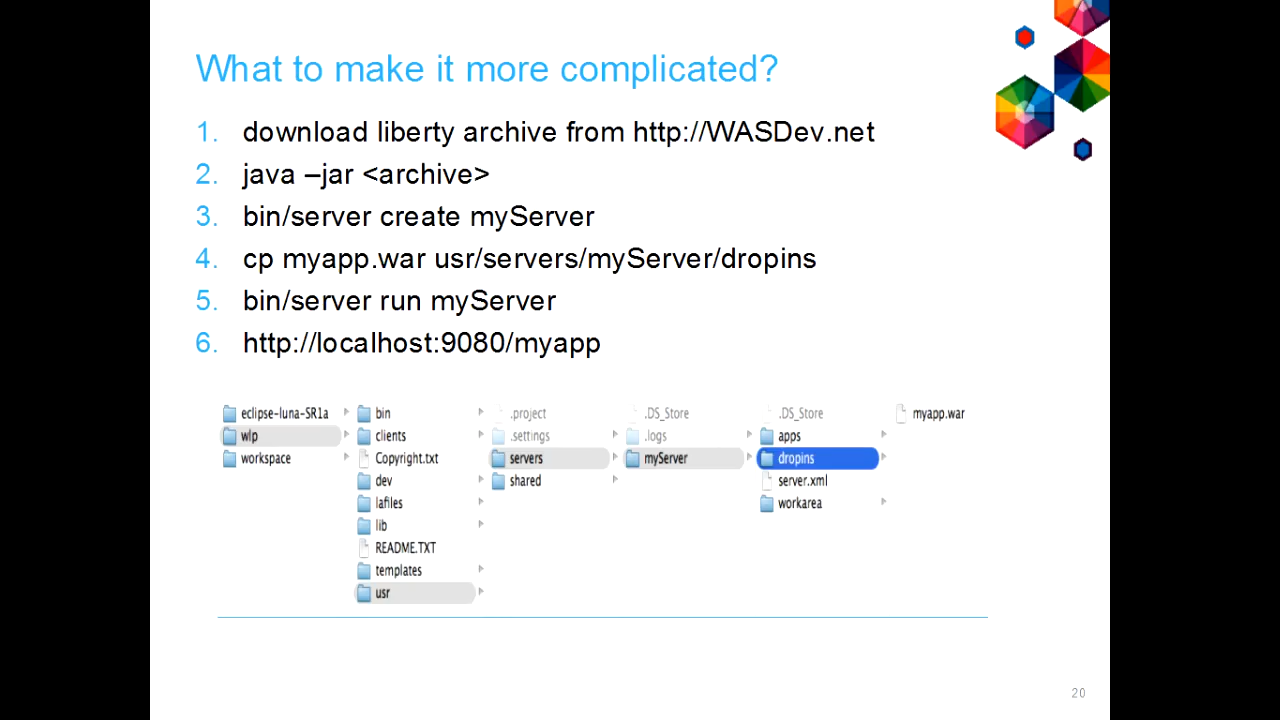 What to make it more complicated?
1. download liberty archive from http://WASDev.net
2. java –jar <archive>
3. bin/server create myServer
4. cp myapp.war usr/servers/myServer/dropins
5. bin/server run myServer
6. http://localhost:9080/myapp
eclipse-luna-SR1a
wlp
workspace
bin
clients
Copyright.txt
dev
lafiles
lib
README.TXT
templates
usr
.project
.settings
servers
shared
.DS_Store
.logs
myServer
.DS_Store
apps
dropins
server.xml
workarea
myapp.war
20